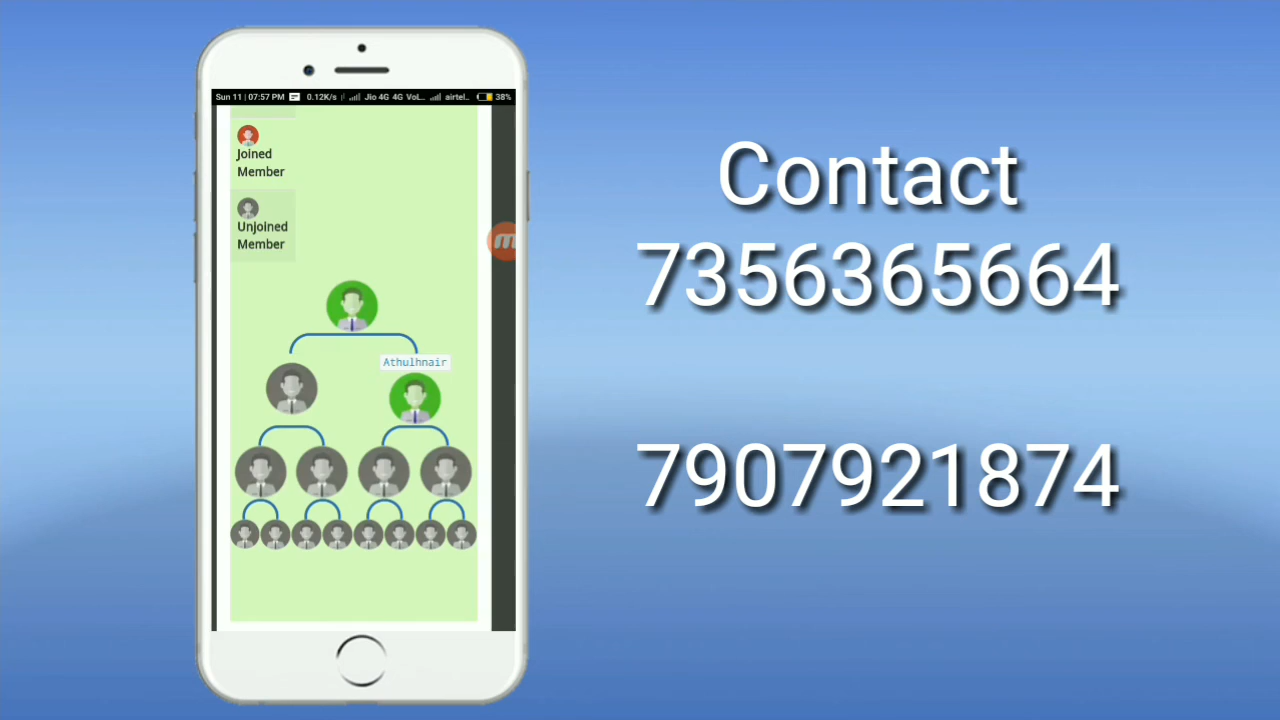 Sun 11 | 07:57 PM 0.12K/s Jio 4G 4G VoL... airtel... 38%
Joined
Member
Unjoined
Member
Athulhnair
Contact
7356365664
7907921874